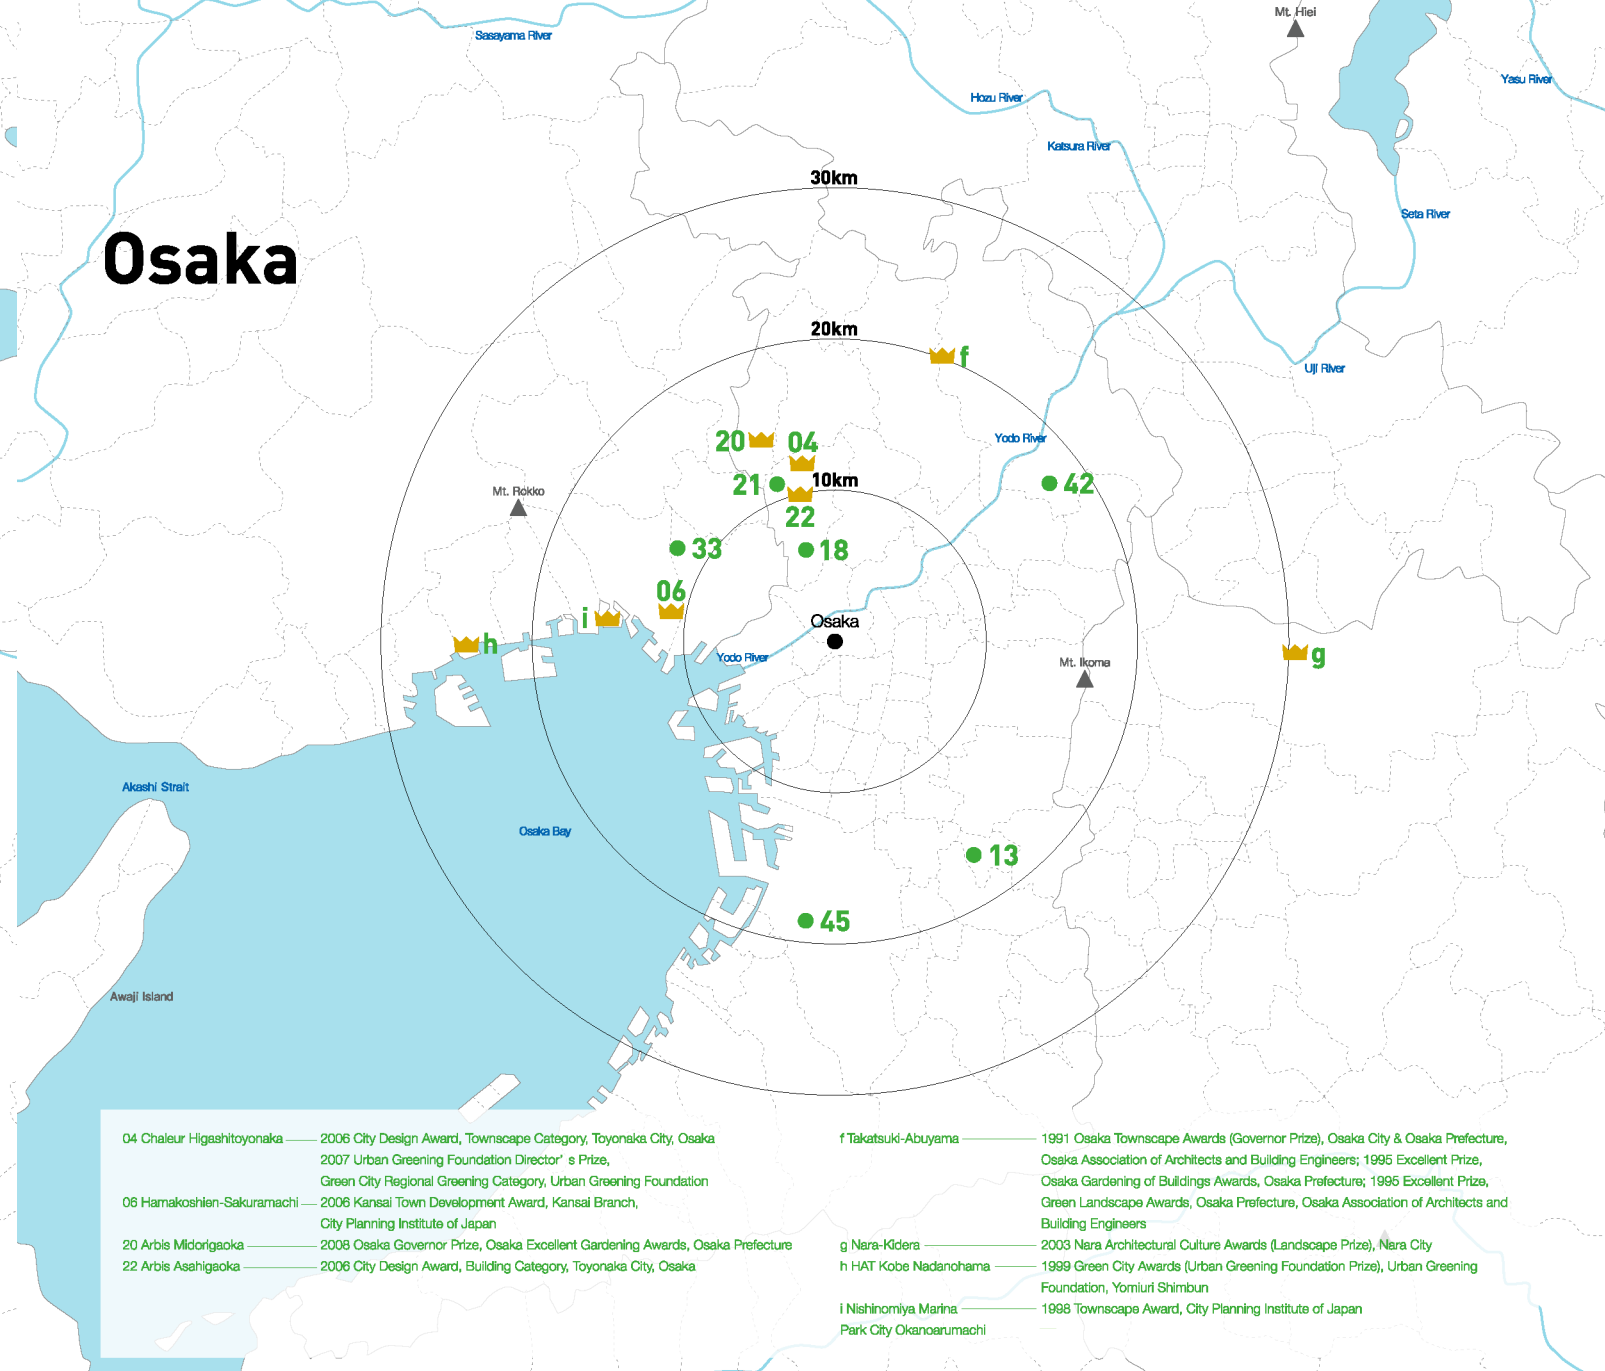 Mt. Hiei
Sasayama River
Yasu River
Hozu River
Katsura River
30km
Seta River
Osaka
20km
f
Uji River
20
04
Yodo River
21
10km
42
Mt. Rokko
22
33
18
06
i
Osaka
h
Yodo River
Mt. Ikoma
g
Akashi Strait
Osaka Bay
13
45
Awaji Island
04 Chaleur Higashitoyonaka 2006 City Design Award, Townscape Category, Toyonaka City, Osaka
2007 Urban Greening Foundation Director’ s Prize,
Green City Regional Greening Category, Urban Greening Foundation
06 Hamakoshien-Sakuramachi 2006 Kansai Town Development Award, Kansai Branch,
City Planning Institute of Japan
20 Arbis Midorigaoka 2008 Osaka Governor Prize, Osaka Excellent Gardening Awards, Osaka Prefecture
22 Arbis Asahigaoka 2006 City Design Award, Building Category, Toyonaka City, Osaka
f Takatsuki-Abuyama 1991 Osaka Townscape Awards (Governor Prize), Osaka City & Osaka Prefecture,
Osaka Association of Architects and Building Engineers; 1995 Excellent Prize,
Osaka Gardening of Buildings Awards, Osaka Prefecture; 1995 Excellent Prize,
Green Landscape Awards, Osaka Prefecture, Osaka Association of Architects and
Building Engineers
g Nara-Kidera 2003 Nara Architectural Culture Awards (Landscape Prize), Nara City
h HAT Kobe Nadanohama 1999 Green City Awards (Urban Greening Foundation Prize), Urban Greening
Foundation, Yomiuri Shimbun
i Nishinomiya Marina 1998 Townscape Award, City Planning Institute of Japan
Park City Okanoarumachi